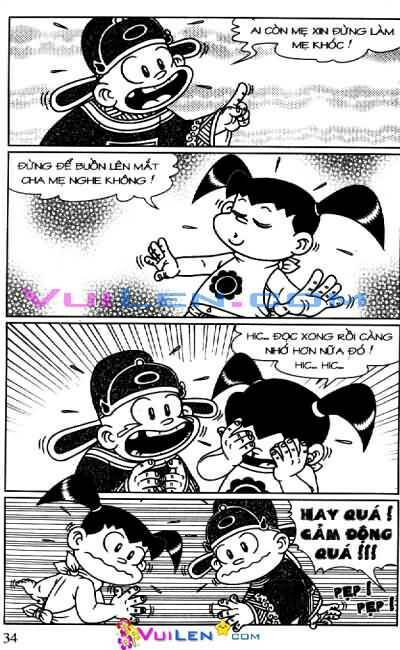 AI CÒN MẸ XIN ĐỪNG LÀM
MẸ KHÓC !
ĐỪNG ĐỂ BUỒN LÊN MẮT
CHA MẸ NGHE KHÔNG !
VUILEN.COM
HIC... ĐỌC XONG RỒI CÀNG
NHỚ HƠN NỮA ĐÓ !
HIC... HIC...
HAY QUÁ !
CẢM ĐỘNG
QUÁ !!!
PẸP !
PẸP !
34
VUILEN.COM